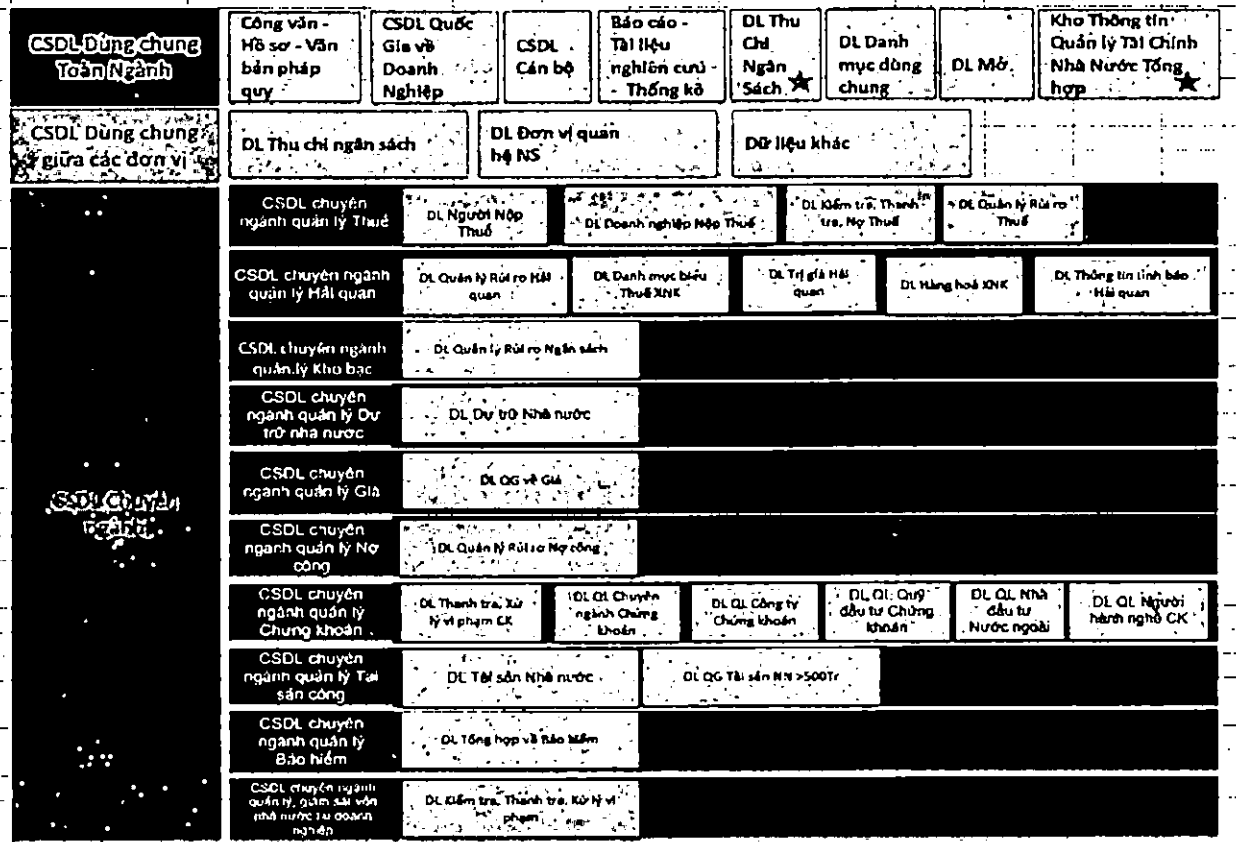 CSDL Dùng chung
Toàn Ngành
Công văn -
Hồ sơ - Văn
bản pháp
quy
CSDL Quốc
Gia về
Doanh
Nghiệp
CSDL
Cán bộ
Báo cáo -
Tài liệu
nghiên cứu -
- Thống kê
DL Thu
Chi
Ngân
Sách
DL Danh
mục dùng
chung
DL Mở
Kho Thông tin
Quản lý Tài Chính
Nhà Nước Tổng
hợp
CSDL Dùng chung
giữa các đơn vị
DL Thu chi ngân sách
DL Đơn vị quan
hệ NS
Dữ liệu khác
CSDL Chuyên
ngành
CSDL chuyên
ngành quản lý Thuế
DL Người Nộp
Thuế
DL Doanh nghiệp Nộp Thuế
DL Kiểm tra, Thanh
tra, Nợ Thuế
DL Quản lý Rủi ro
Thuế
CSDL chuyên ngành
quản lý Hải quan
DL Quản lý Rủi ro Hải
quan
DL Danh mục biểu
Thuế XNK
DL Trị giá Hải
quan
DL Hàng hoá XNK
DL Thông tin tình báo
Hải quan
CSDL chuyên ngành
quản lý Kho bạc
DL Quản lý Rủi ro Ngân sách
CSDL chuyên
ngành quản lý Dự
trữ nhà nước
DL Dự trữ Nhà nước
CSDL chuyên
ngành quản lý Giá
DL QG về Giá
CSDL chuyên
ngành quản lý Nợ
công
DL Quản lý Rủi ro Nợ công
CSDL chuyên
ngành quản lý
Chứng khoán
DL Thanh tra, Xử
lý vi phạm CK
DL QL Chuyên
ngành Chứng
khoán
DL QL Công ty
Chứng khoán
DL QL Quỹ
đầu tư Chứng
khoán
DL QL Nhà
đầu tư
Nước ngoài
DL QL Người
hành nghề CK
CSDL chuyên
ngành quản lý Tài
sản công
DL Tài sản Nhà nước
DL QG Tài sản NN >500Tr
CSDL chuyên
ngành quản lý
Bảo hiểm
DL Tổng hợp về Bảo hiểm
CSDL chuyên ngành
quản lý, giám sát vốn
nhà nước tại doanh
nghiệp
DL Kiểm tra, Thanh tra, Xử lý vi
phạm